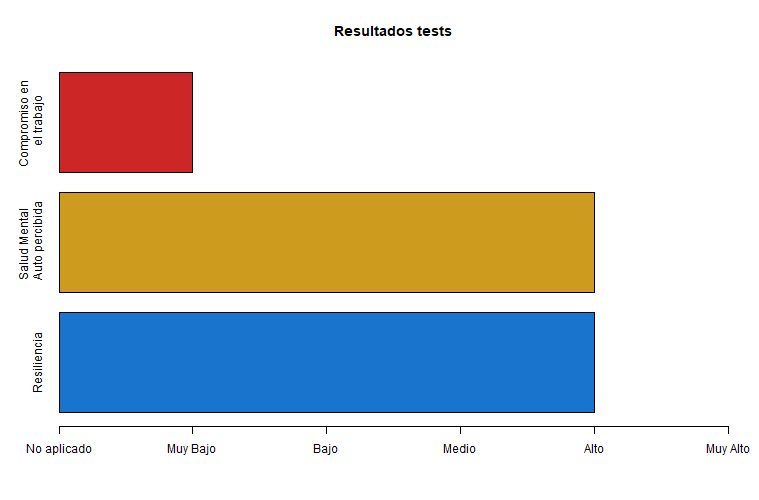 Resultados tests
Compromiso en
el trabajo
Salud Mental
Auto percibida
Resiliencia
No aplicado
Muy Bajo
Bajo
Medio
Alto
Muy Alto